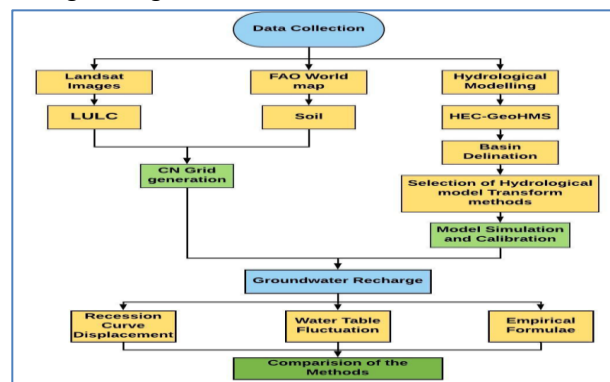 Data Collection
Landsat
Images
FAO World
map
Hydrological
Modelling
LULC
Soil
HEC-GeoHMS
Basin
Delination
CN Grid
generation
Selection of Hydrological
model Transform
methods
Model Simulation
and Calibration
Groundwater Recharge
Recession
Curve
Displacement
Water Table
Fluctuation
Empirical
Formulae
Comparision of the
Methods